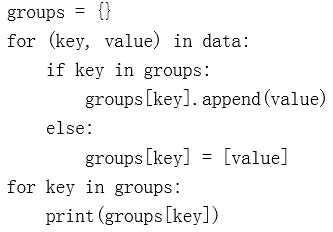 groups = {}
for (key, value) in data:
    if key in groups:
        groups[key].append(value)
    else:
        groups[key] = [value]
for key in groups:
    print(groups[key])